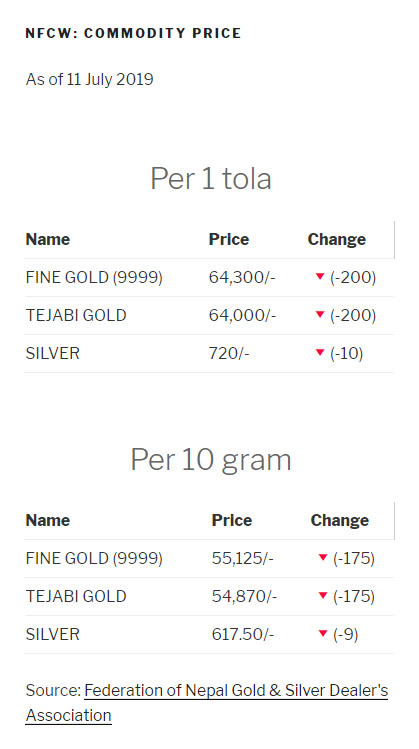 NFCW: COMMODITY PRICE
As of 11 July 2019
Per 1 tola
Name Price Change
FINE GOLD (9999) 64,300/- ▼ (-200)
TEJABI GOLD 64,000/- ▼ (-200)
SILVER 720/- ▼ (-10)
Per 10 gram
Name Price Change
FINE GOLD (9999) 55,125/- ▼ (-175)
TEJABI GOLD 54,870/- ▼ (-175)
SILVER 617.50/- ▼ (-9)
Source: Federation of Nepal Gold & Silver Dealer's
Association